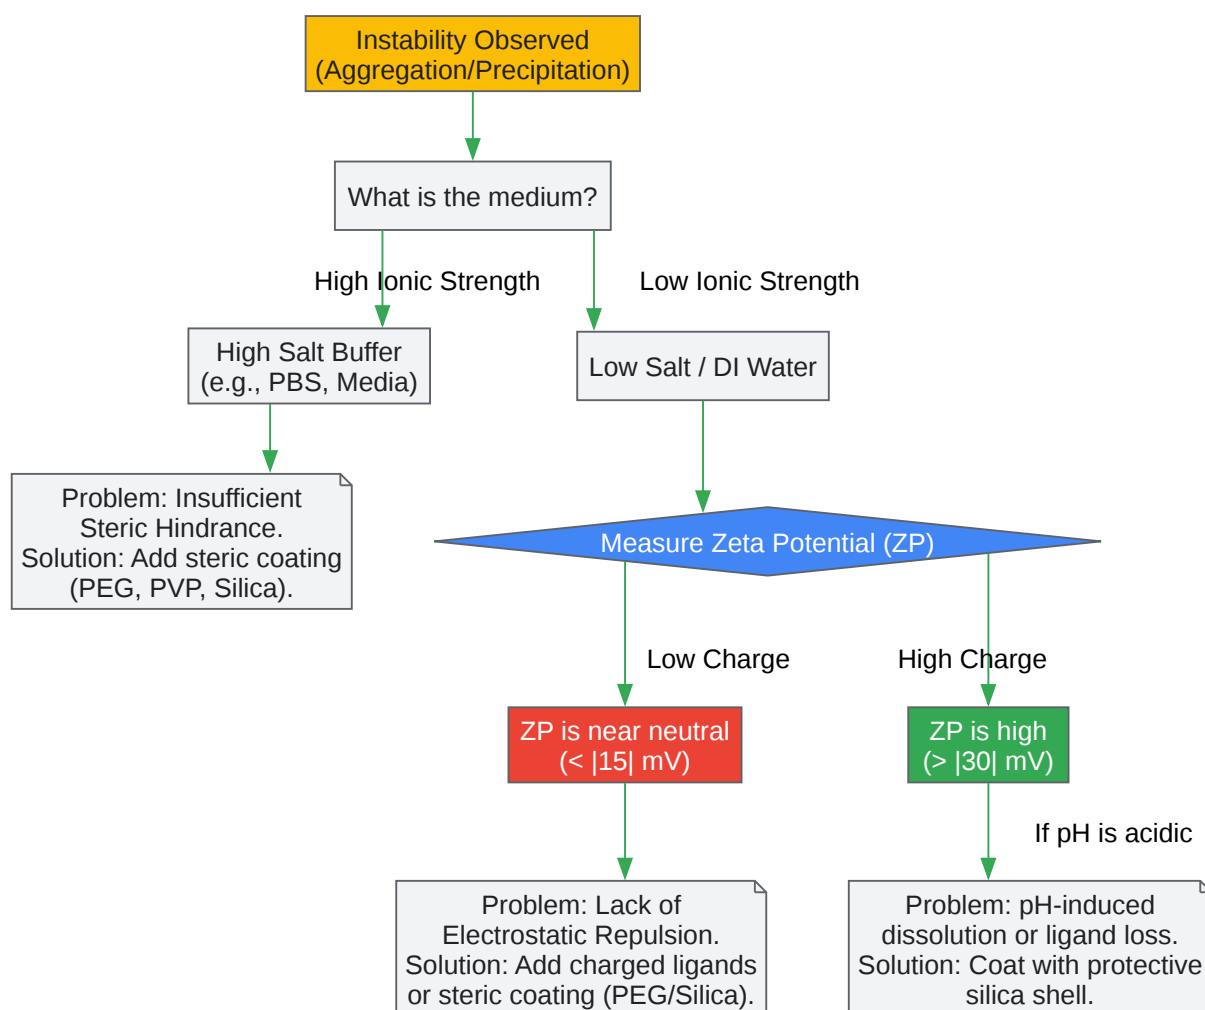 Instability Observed
(Aggregation/Precipitation)
What is the medium?
High Ionic Strength
Low Ionic Strength
High Salt Buffer
(e.g., PBS, Media)
Low Salt / DI Water
Problem: Insufficient
Steric Hindrance.
Solution: Add steric coating
(PEG, PVP, Silica).
Measure Zeta Potential (ZP)
Low Charge
High Charge
ZP is near neutral
(< |15| mV)
ZP is high
(> |30| mV)
If pH is acidic
Problem: Lack of
Electrostatic Repulsion.
Solution: Add charged ligands
or steric coating (PEG/Silica).
Problem: pH-induced
dissolution or ligand loss.
Solution: Coat with protective
silica shell.